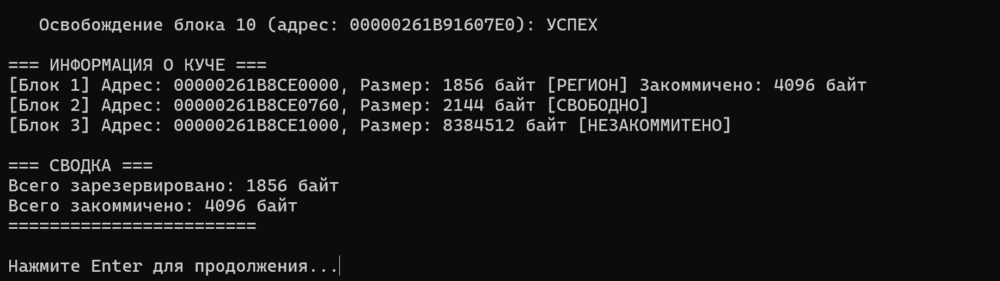 Освобождение блока 10 (адрес: 00000261B91607E0): УСПЕХ
=== ИНФОРМАЦИЯ О КУЧЕ ===
[Блок 1] Адрес: 00000261B8CE0000, Размер: 1856 байт [РЕГИОН] Закоммичено: 4096 байт
[Блок 2] Адрес: 00000261B8CE0760, Размер: 2144 байт [СВОБОДНО]
[Блок 3] Адрес: 00000261B8CE1000, Размер: 8384512 байт [НЕЗАКОММИТЕНО]
=== СВОДКА ===
Всего зарезервировано: 1856 байт
Всего закоммичено: 4096 байт
========================
Нажмите Enter для продолжения...